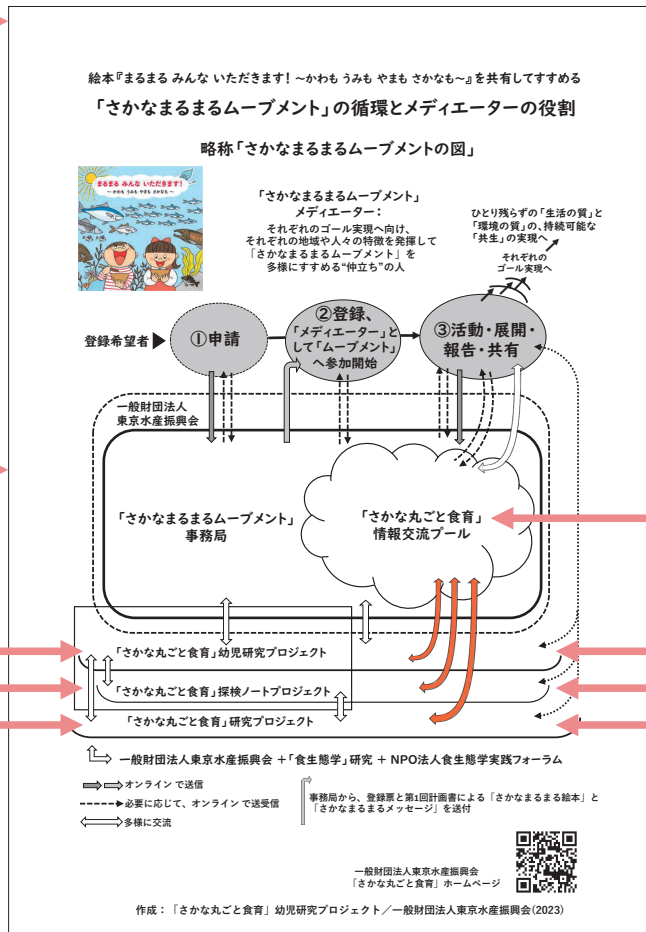 絵本『まるまる みんな いただきます! ~かわも うみも やまも さかなも~』を共有してすすめる
「さかなまるまるムーブメント」の循環とメディエーターの役割
略称「さかなまるまるムーブメントの図」
まるまる みんな いただきます!
~ かわも うみも やまも さかなも ~
「さかなまるまるムーブメント」
メディエーター:
それぞれのゴール実現へ向け、
それぞれの地域や人々の特徴を発揮して
「さかなまるまるムーブメント」を
多様にすすめる“仲立ち”の人
ひとり残らずの「生活の質」と
「環境の質」の、持続可能な
「共生」の実現へ
それぞれの
ゴール実現へ
登録希望者
①申請
②登録、
「メディエーター」と
して「ムーブメント」
へ参加開始
③活動・展開・
報告・共有
一般財団法人
東京水産振興会
「さかなまるまるムーブメント」
事務局
「さかな丸ごと食育」
情報交流プール
「さかな丸ごと食育」幼児研究プロジェクト
「さかな丸ごと食育」探検ノートプロジェクト
「さかな丸ごと食育」研究プロジェクト
一般財団法人東京水産振興会 +「食生態学」研究 + NPO法人食生態学実践フォーラム
オンライン で送信
必要に応じて、オンライン で送受信
多様に交流
事務局から、登録票と第1回計画書による「さかなまるまる絵本」と
「さかなまるまるメッセージ」を送付
一般財団法人東京水産振興会
「さかな丸ごと食育」ホームページ
作成:「さかな丸ごと食育」幼児研究プロジェクト/一般財団法人東京水産振興会(2023)